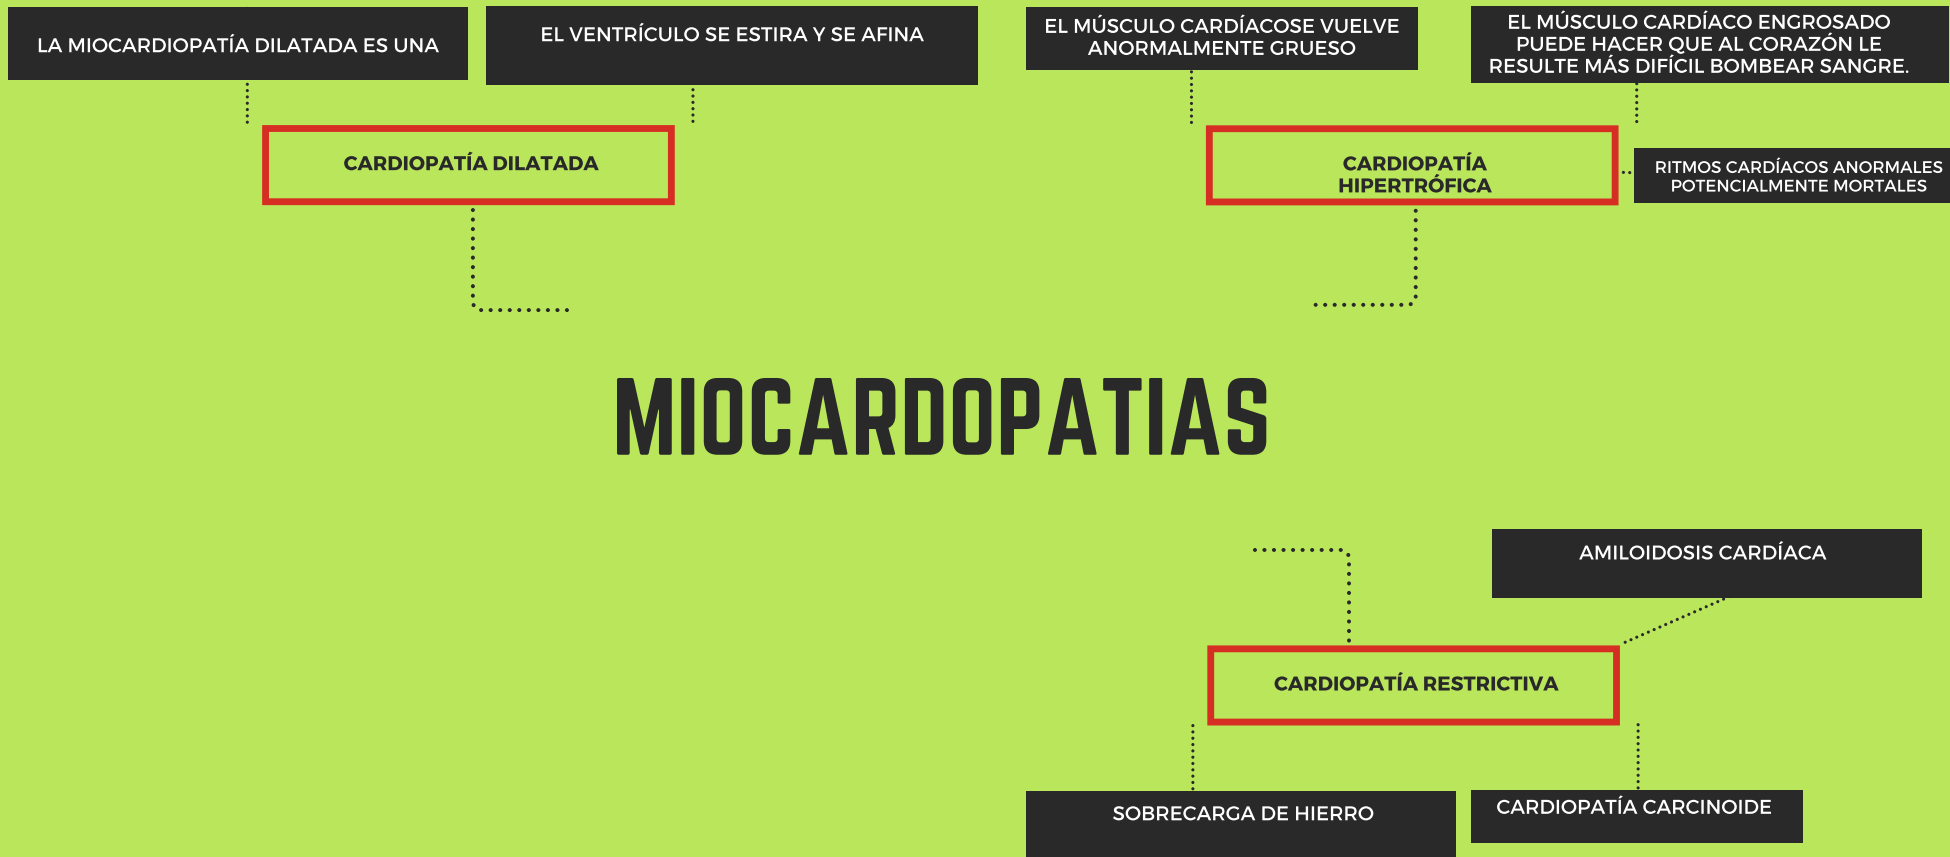 LA MIOCARDIOPATÍA DILATADA ES UNA
EL VENTRÍCULO SE ESTIRA Y SE AFINA
EL MÚSCULO CARDÍACOSE VUELVE
ANORMALMENTE GRUESO
EL MÚSCULO CARDÍACO ENGROSADO
PUEDE HACER QUE AL CORAZÓN LE
RESULTE MÁS DIFÍCIL BOMBEAR SANGRE.
CARDIOPATÍA DILATADA
CARDIOPATÍA
HIPERTRÓFICA
RITMOS CARDÍACOS ANORMALES
POTENCIALMENTE MORTALES
MIOCARDOPATIAS
AMILOIDOSIS CARDÍACA
CARDIOPATÍA RESTRICTIVA
SOBRECARGA DE HIERRO
CARDIOPATÍA CARCINOIDE